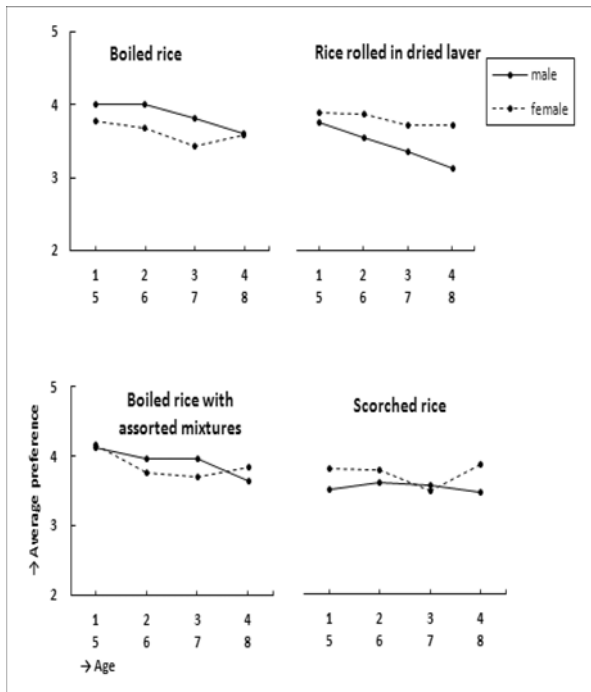 5
Boiled rice
Rice rolled in dried laver
male
4
female
3
2
1 2 3 4 1 2 3 4
5 6 7 8 5 6 7 8
5
Boiled rice with
assorted mixtures
Scorched rice
4
3
2
→ Average preference
1 2 3 4 1 2 3 4
5 6 7 8 5 6 7 8
→ Age